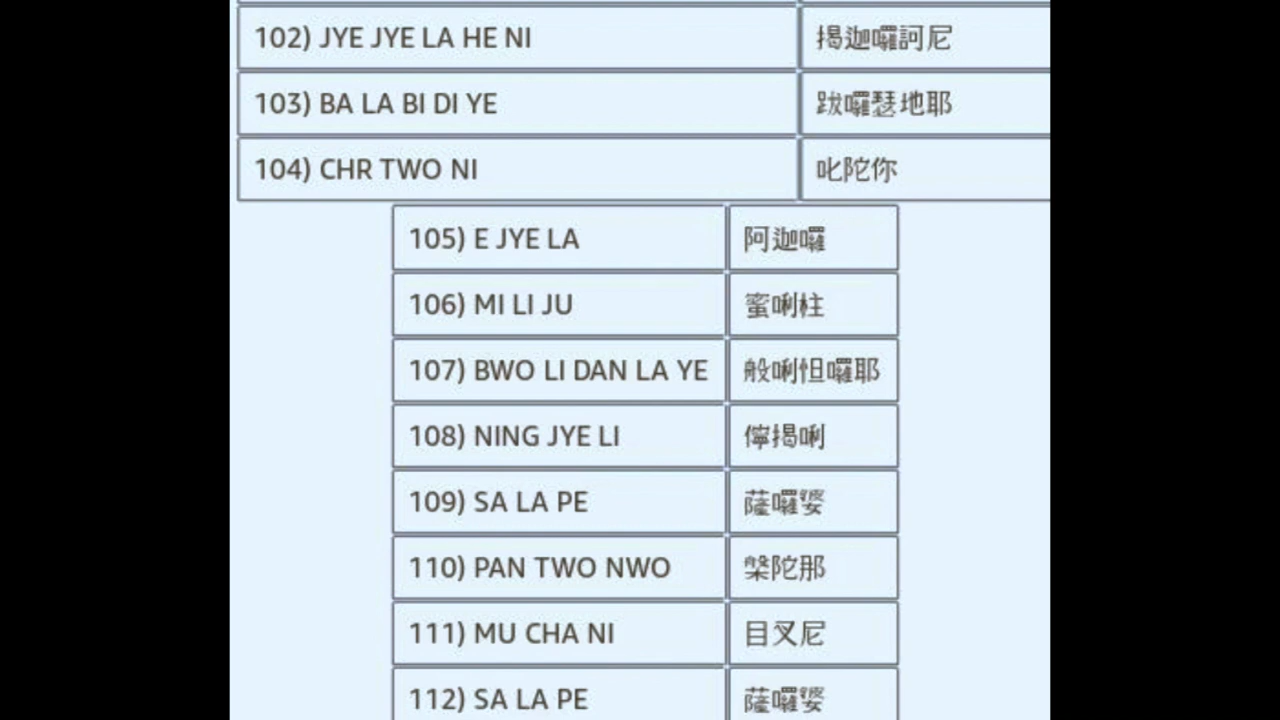 102) JYE JYE LA HE NI 揭迦囉訶尼
103) BA LA BI DI YE 跋囉瑟地耶
104) CHR TWO NI 叱陀你
105) E JYE LA 阿迦囉
106) MI LI JU 蜜唎柱
107) BWO LI DAN LA YE 般唎怛囉耶
108) NING JYE LI 儜揭唎
109) SA LA PE 薩囉婆
110) PAN TWO NWO 槃陀那
111) MU CHA NI 目叉尼
112) SA LA PE 薩囉婆